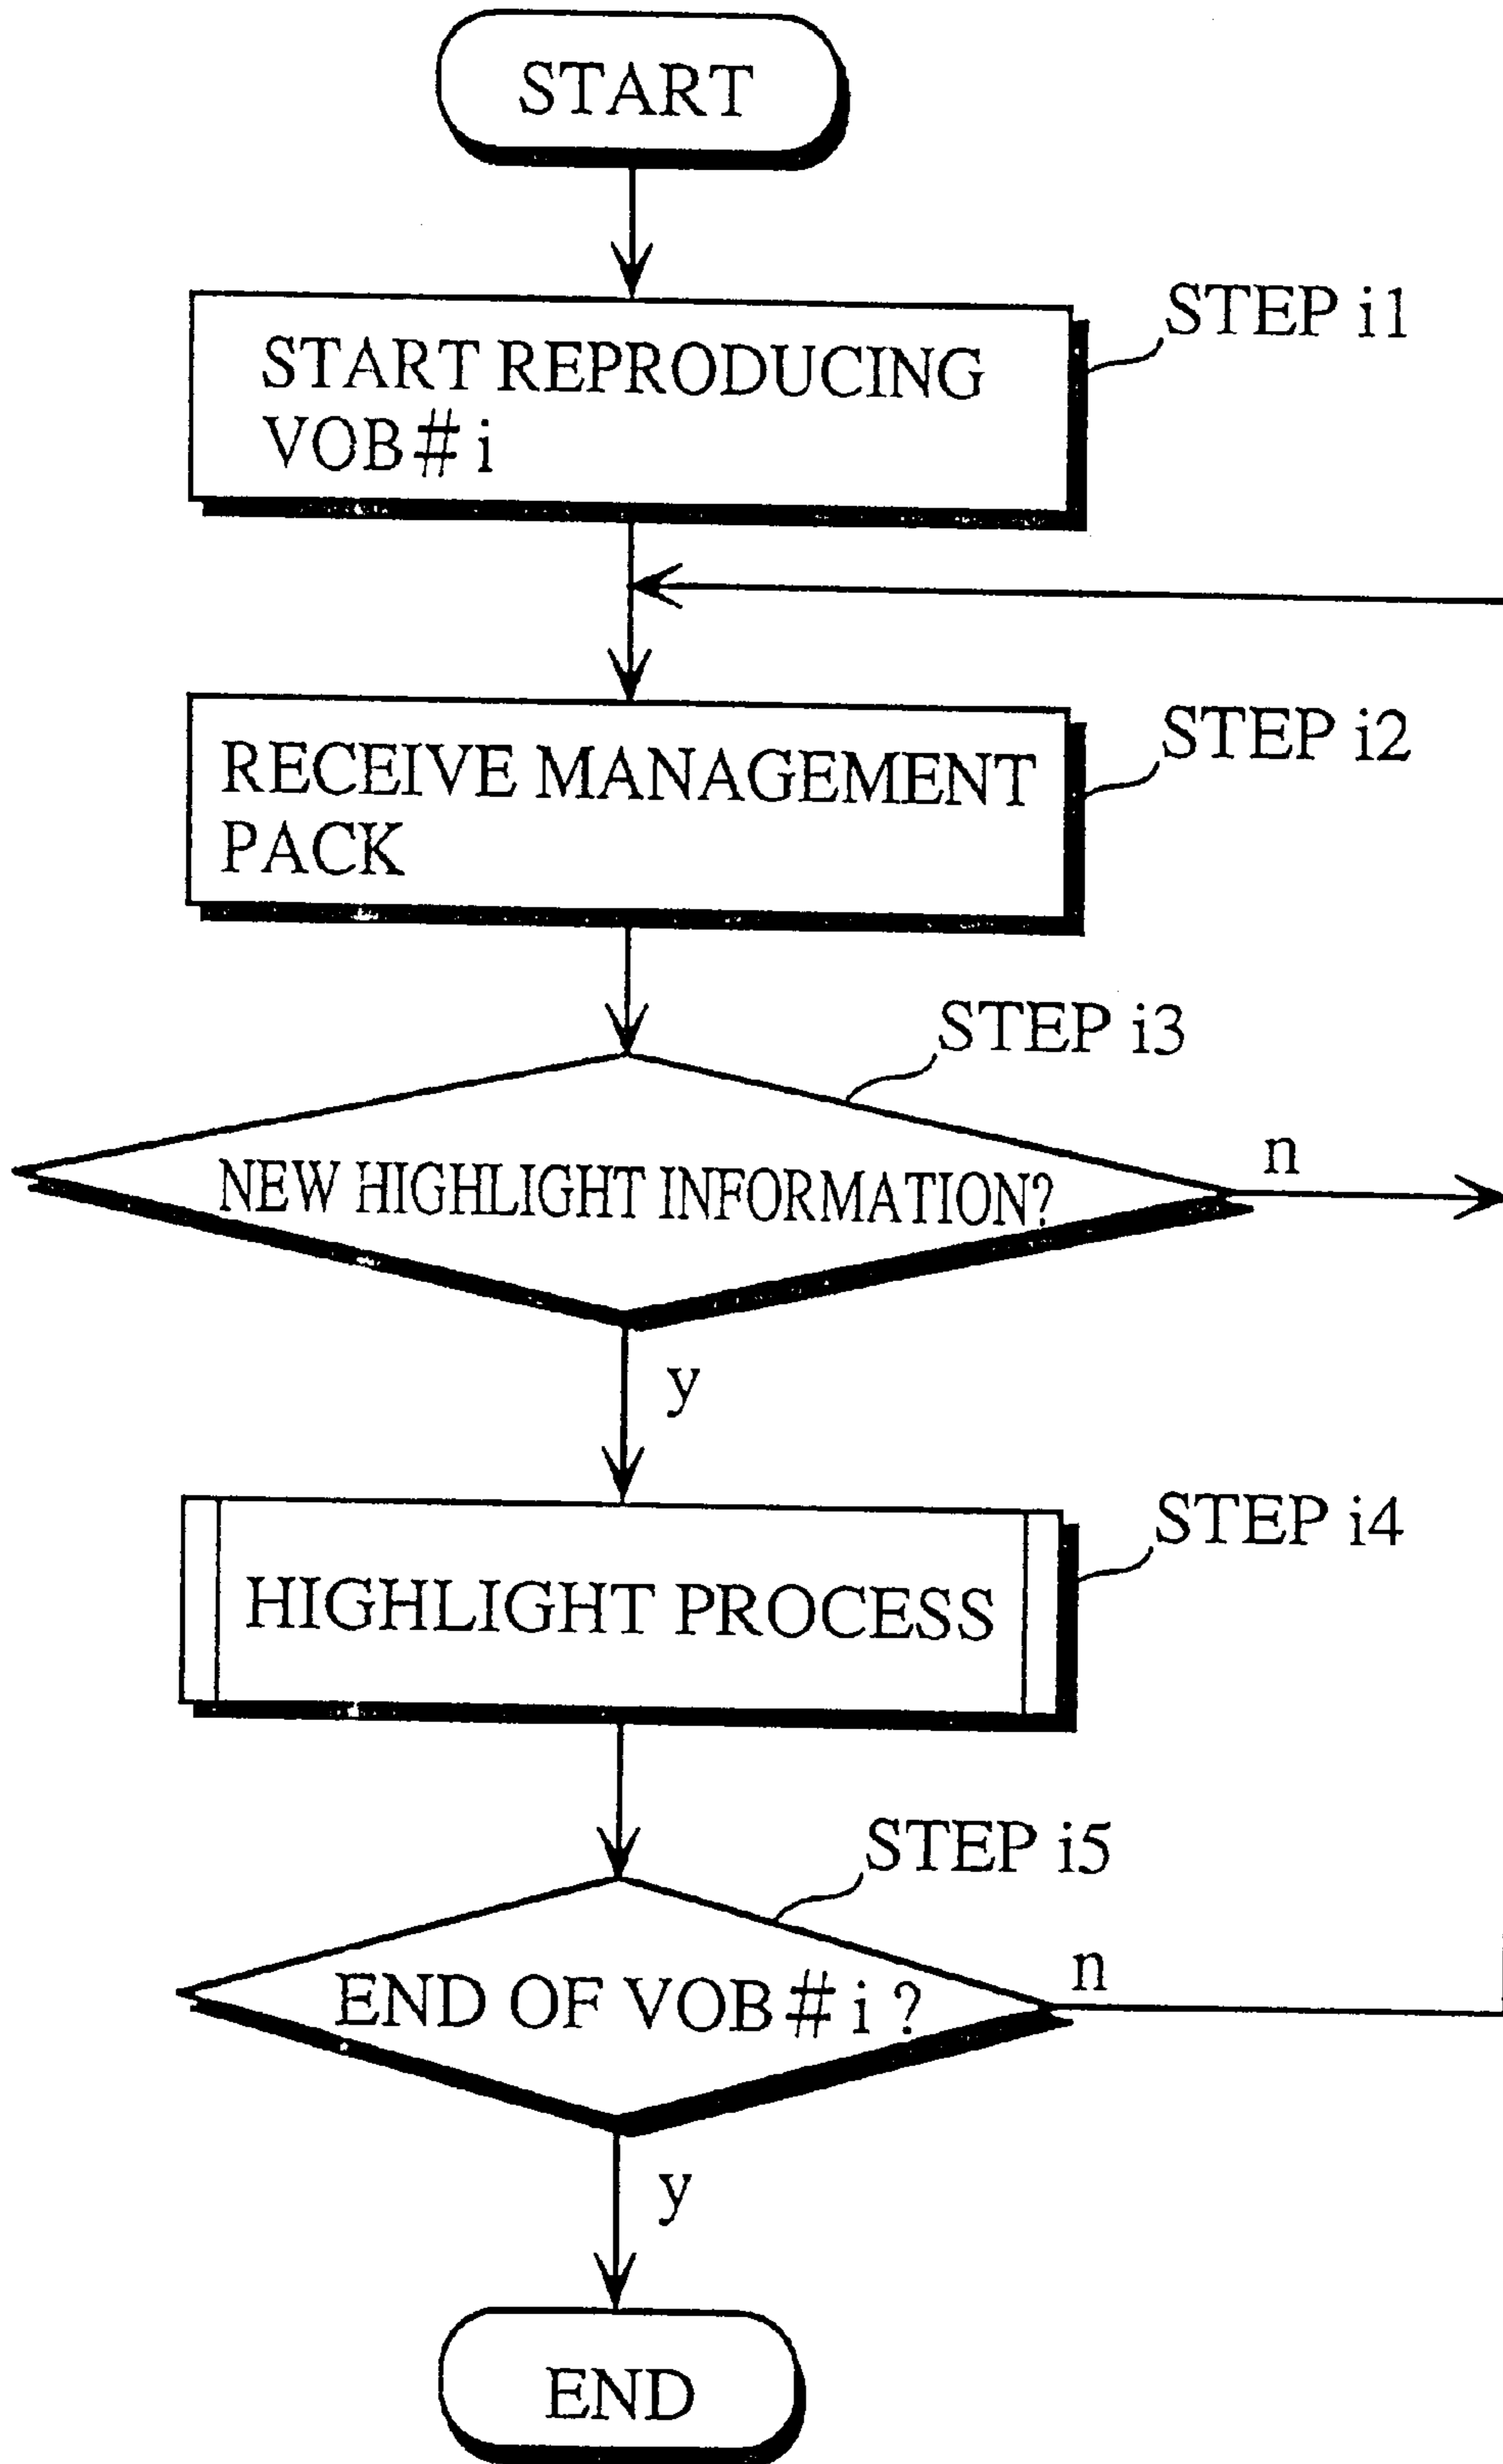 START
STEP i1
START REPRODUCING
VOB#i
STEP i2
RECEIVE MANAGEMENT
PACK
STEP i3
NEW HIGHLIGHT INFORMATION?
n
y
STEP i4
HIGHLIGHT PROCESS
STEP i5
END OF VOB#i?
n
y
END